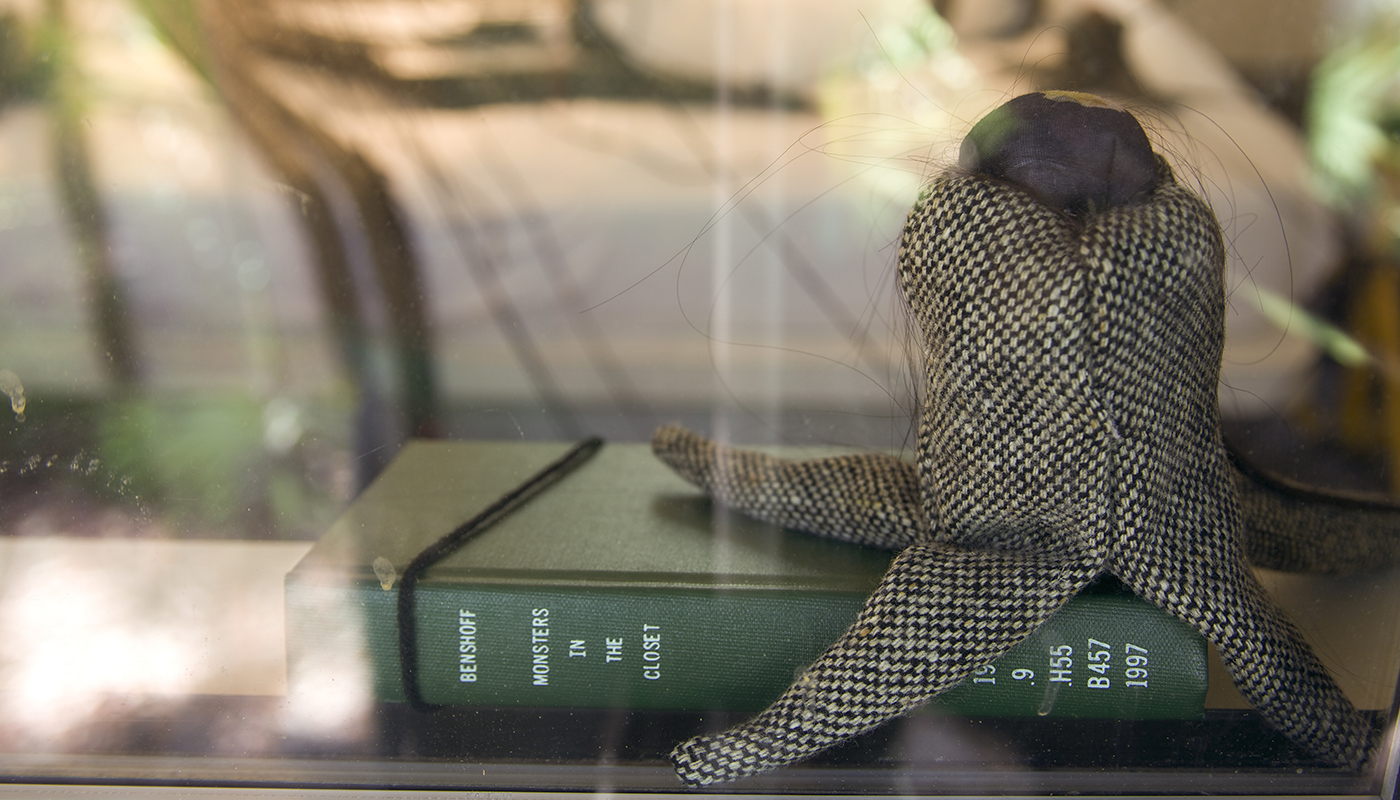 BENSHOFF
MONSTERS
IN
THE
CLOSET
.9
.H55
B457
1997